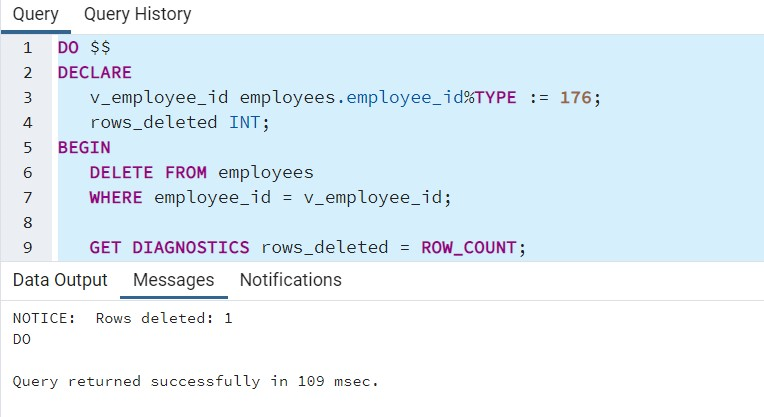 Query Query History
1 DO $$
2 DECLARE
3 v_employee_id employees.employee_id%TYPE := 176;
4 rows_deleted INT;
5 BEGIN
6 DELETE FROM employees
7 WHERE employee_id = v_employee_id;
8
9 GET DIAGNOSTICS rows_deleted = ROW_COUNT;
Data Output Messages Notifications
NOTICE: Rows deleted: 1
DO
Query returned successfully in 109 msec.